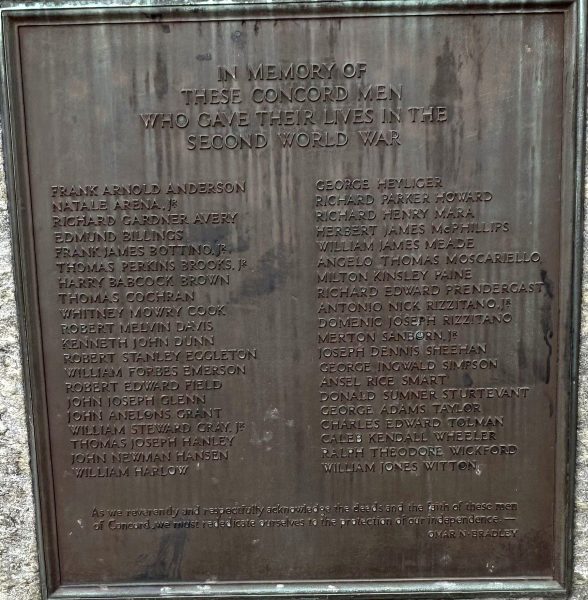 IN MEMORY OF
THESE CONCORD MEN
WHO GAVE THEIR LIVES IN THE
SECOND WORLD WAR
FRANK ARNOLD ANDERSON
NATALE ARENA, JR
RICHARD GARDNER AVERY
EDMUND BILLINGS
FRANK JAMES BOTTINO, JR
THOMAS PERKINS BROOKS, JR
HARRY BABCOCK BROWN
THOMAS COCHRAN
WHITNEY MOWRY COOK
ROBERT MELVIN DAVIS
KENNETH JOHN DUNN
ROBERT STANLEY EGGLETON
WILLIAM FORBES EMERSON
ROBERT EDWARD FIELD
JOHN JOSEPH GLENN
JOHN ANELONS GRANT
WILLIAM STEWARD GRAY, JR
THOMAS JOSEPH HANLEY
JOHN NEWMAN HANSEN
WILLIAM HARLOW
GEORGE HEYLIGER
RICHARD PARKER HOWARD
RICHARD HENRY MARA
HERBERT JAMES McPHILLIPS
WILLIAM JAMES MEADE
ANGELO THOMAS MOSCARIELLO
MILTON KINSLEY PAINE
RICHARD EDWARD PRENDERGAST
ANTONIO NICK RIZZITANO, JR
DOMENIC JOSEPH RIZZITANO
MERTON SANBORN, JR
JOSEPH DENNIS SHEEHAN
GEORGE INGWALD SIMPSON
ANSEL RICE SMART
DONALD SUMNER STURTEVANT
GEORGE ADAMS TAYLOR
CHARLES EDWARD TOLMAN
CALEB KENDALL WHEELER
RALPH THEODORE WICKFORD
WILLIAM JONES WITTON
As we reverently and respectfully acknowledge the deeds and the faith of these men
of Concord, we must rededicate ourselves to the protection of our independence. —
OMAR N. BRADLEY